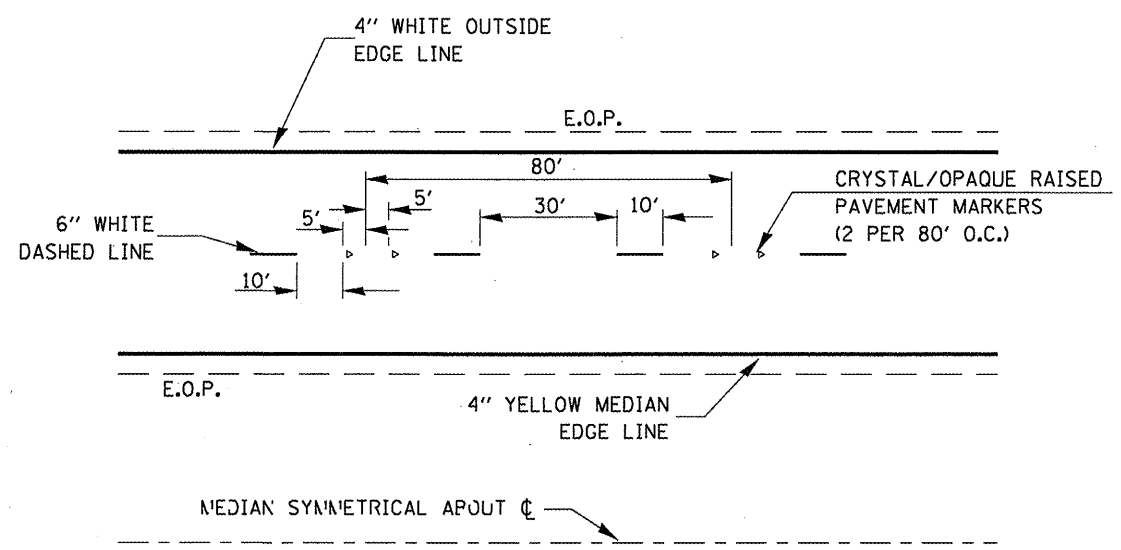 4" WHITE OUTSIDE
EDGE LINE
E.O.P.
80'
CRYSTAL/OPAQUE RAISED
PAVEMENT MARKERS
(2 PER 80' O.C.)
5'
5'
30'
10'
6" WHITE
DASHED LINE
10'
E.O.P.
4" YELLOW MEDIAN
EDGE LINE
MEDIAN SYMMETRICAL ABOUT ℄